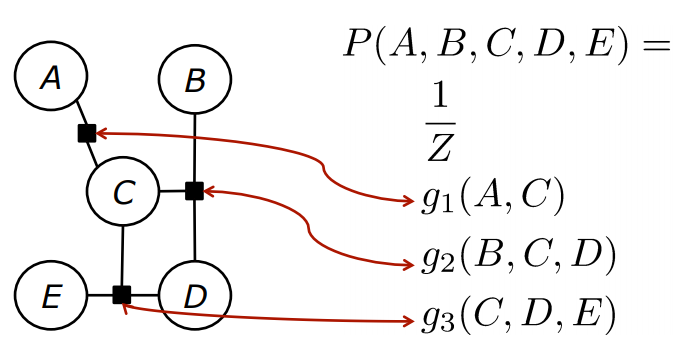 P(A, B, C, D, E) =
1
Z
g₁(A, C)
g₂(B, C, D)
g₃(C, D, E)
A
B
C
E
D